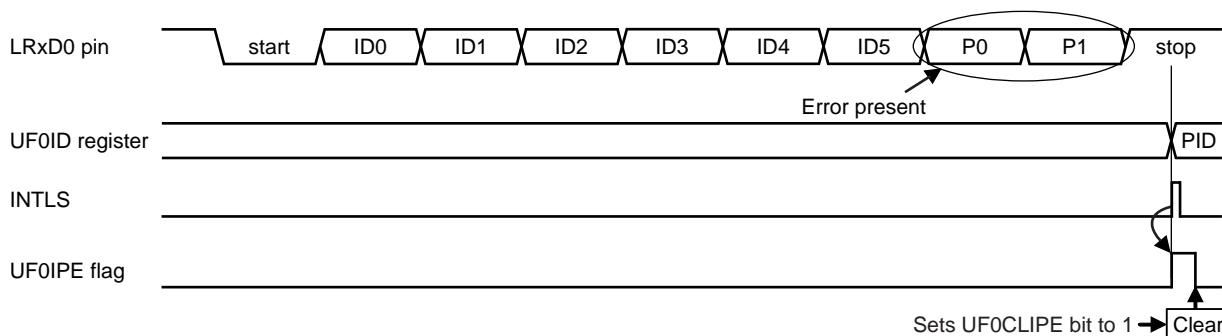 LRxD0 pin
start ID0 ID1 ID2 ID3 ID4 ID5 P0 P1 stop
Error present
UF0ID register
PID
INTLS
UF0IPE flag
Sets UF0CLIPE bit to 1
Clear